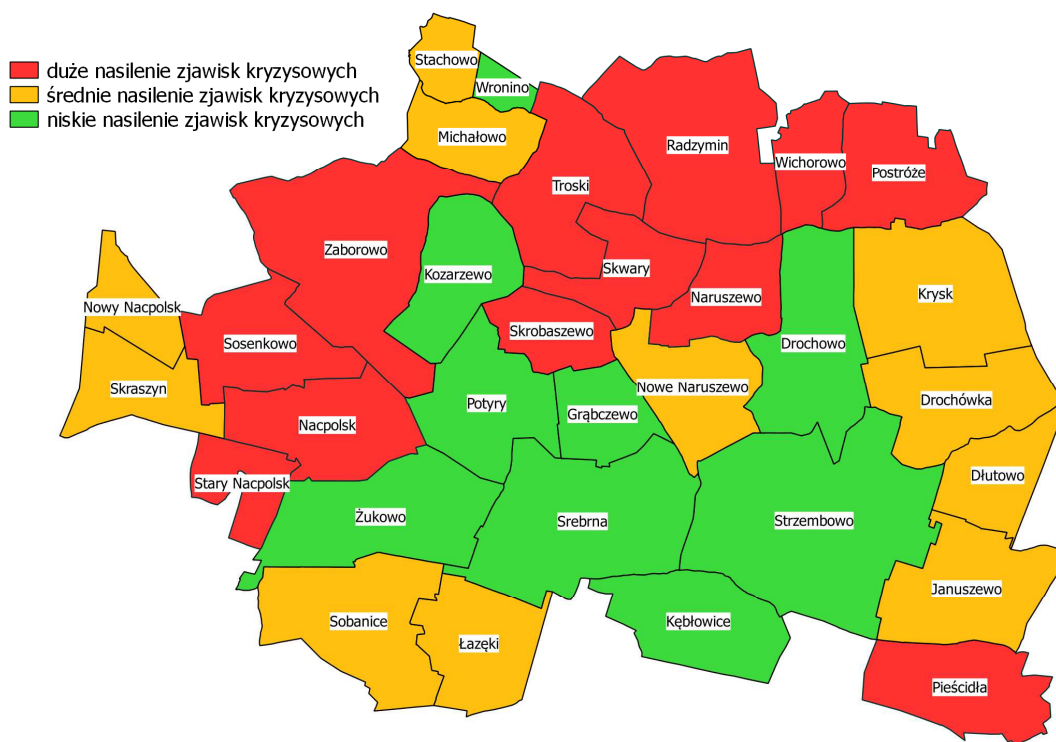 duże nasilenie zjawisk kryzysowych
średnie nasilenie zjawisk kryzysowych
niskie nasilenie zjawisk kryzysowych
Stachowo
Wronino
Michałowo
Radzymin
Wichorowo
Postróże
Troski
Zaborowo
Kozarzewo
Skwary
Naruszewo
Krysk
Nowy Nacpolsk
Sosenkowo
Skrobaszewo
Drochowo
Skraszyn
Nowe Naruszewo
Potyry
Grąbczewo
Drochówka
Nacpolsk
Stary Nacpolsk
Dłutowo
Żukowo
Srebrna
Strzembowo
Januszewo
Sobanice
Kębłowice
Łazęki
Pieścidła